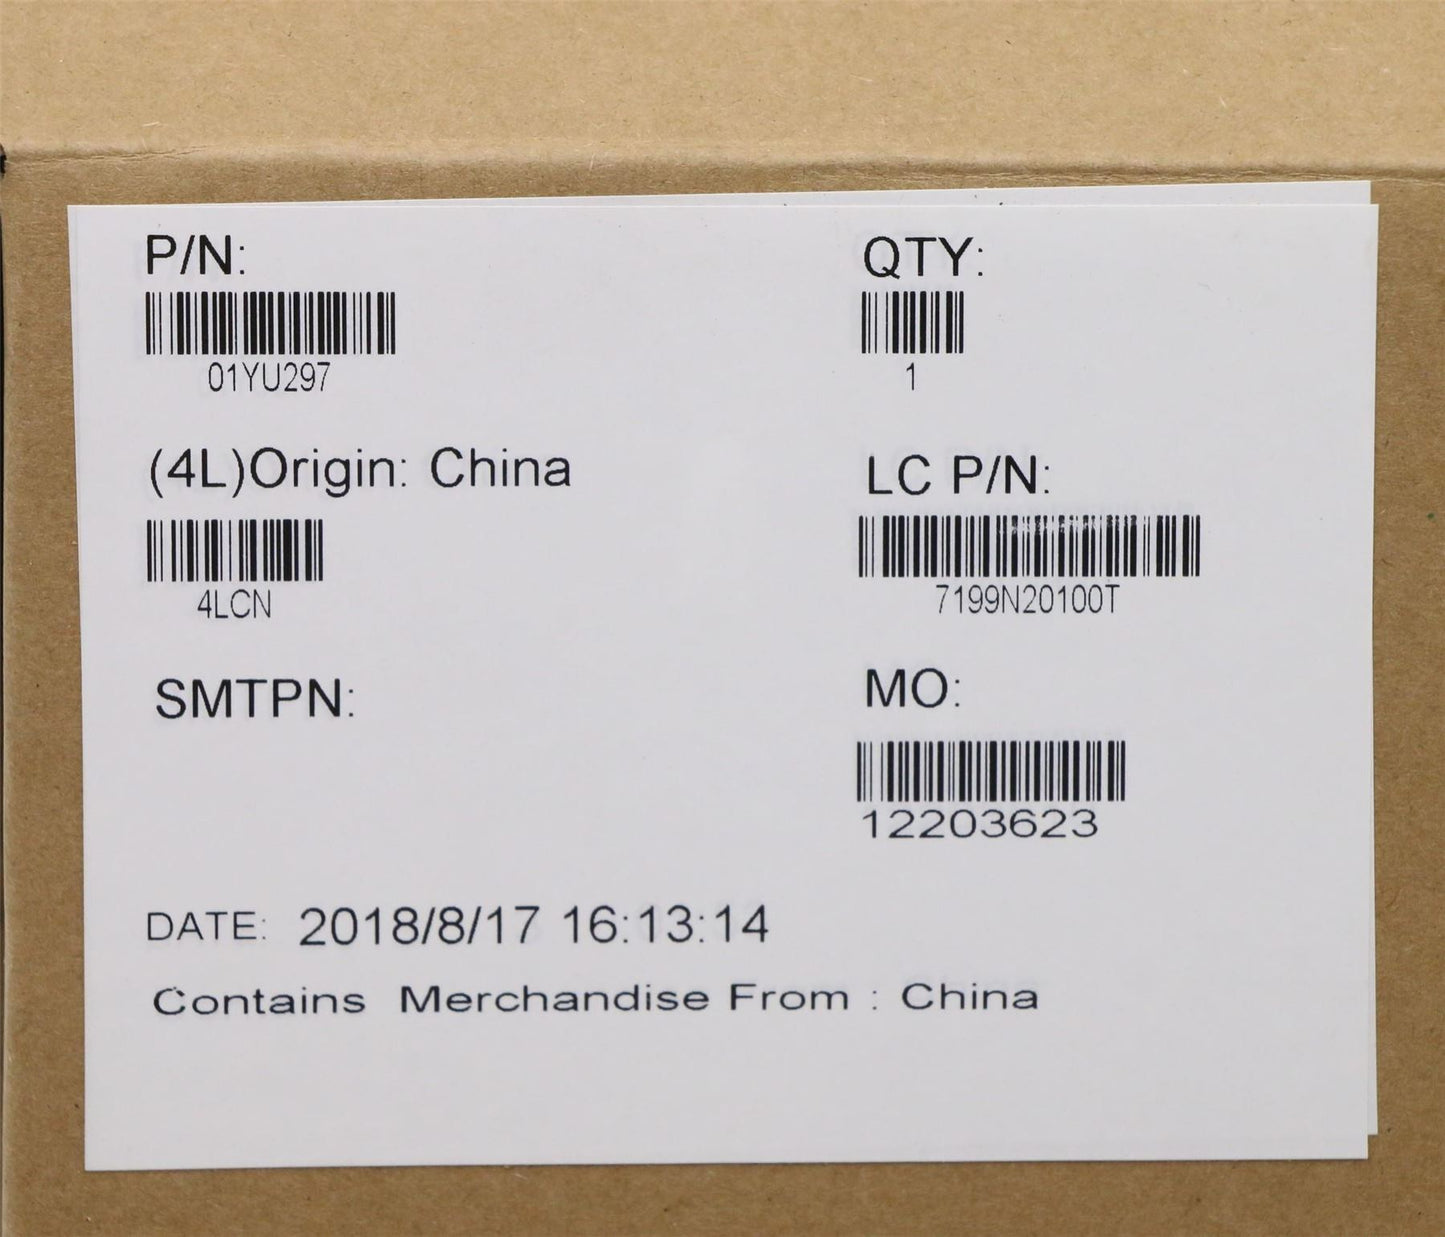 P/N:
01YU297
QTY:
1
(4L)Origin: China
4LCN
LC P/N:
7199N20100T
SMTPN:
MO:
12203623
DATE: 2018/8/17 16:13:14
Contains Merchandise From : China